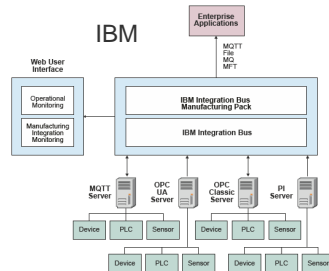 IBM
Enterprise
Applications
MQTT
File
MQ
MFT
Web User
Interface
Operational
Monitoring
Manufacturing
Integration
Monitoring
IBM Integration Bus
Manufacturing Pack
IBM Integration Bus
MQTT
Server
OPC
UA
Server
OPC
Classic
Server
PI
Server
Device
PLC
Sensor
Device
PLC
Sensor
Device
PLC
Sensor
Device
PLC
Sensor